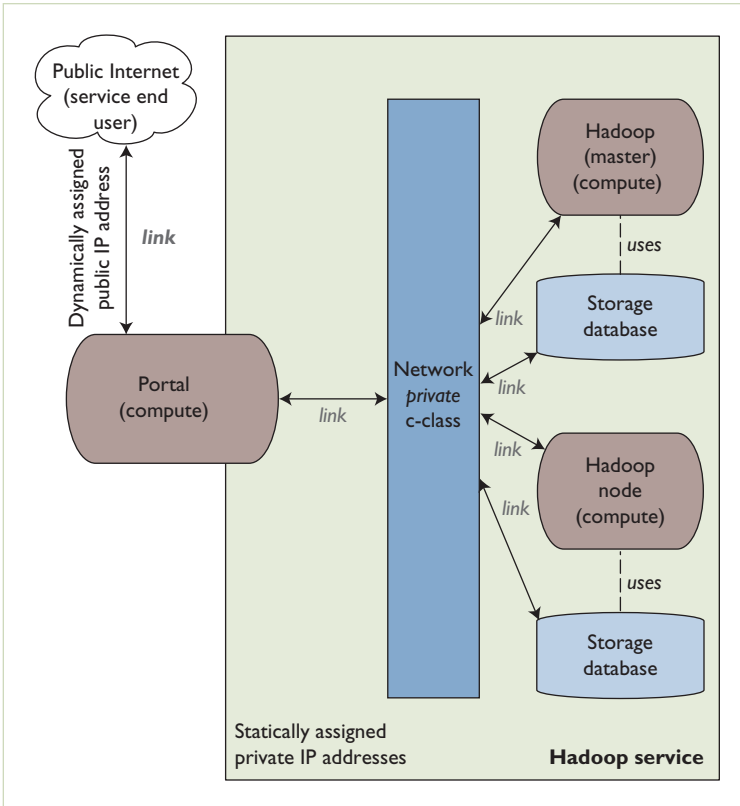 Public Internet
(service end
user)
Dynamically assigned
public IP address
link
Portal
(compute)
link
Network
private
c-class
Hadoop
(master)
(compute)
uses
link
Storage
database
link
link
Hadoop
node
(compute)
link
uses
Storage
database
Statically assigned
private IP addresses
Hadoop service